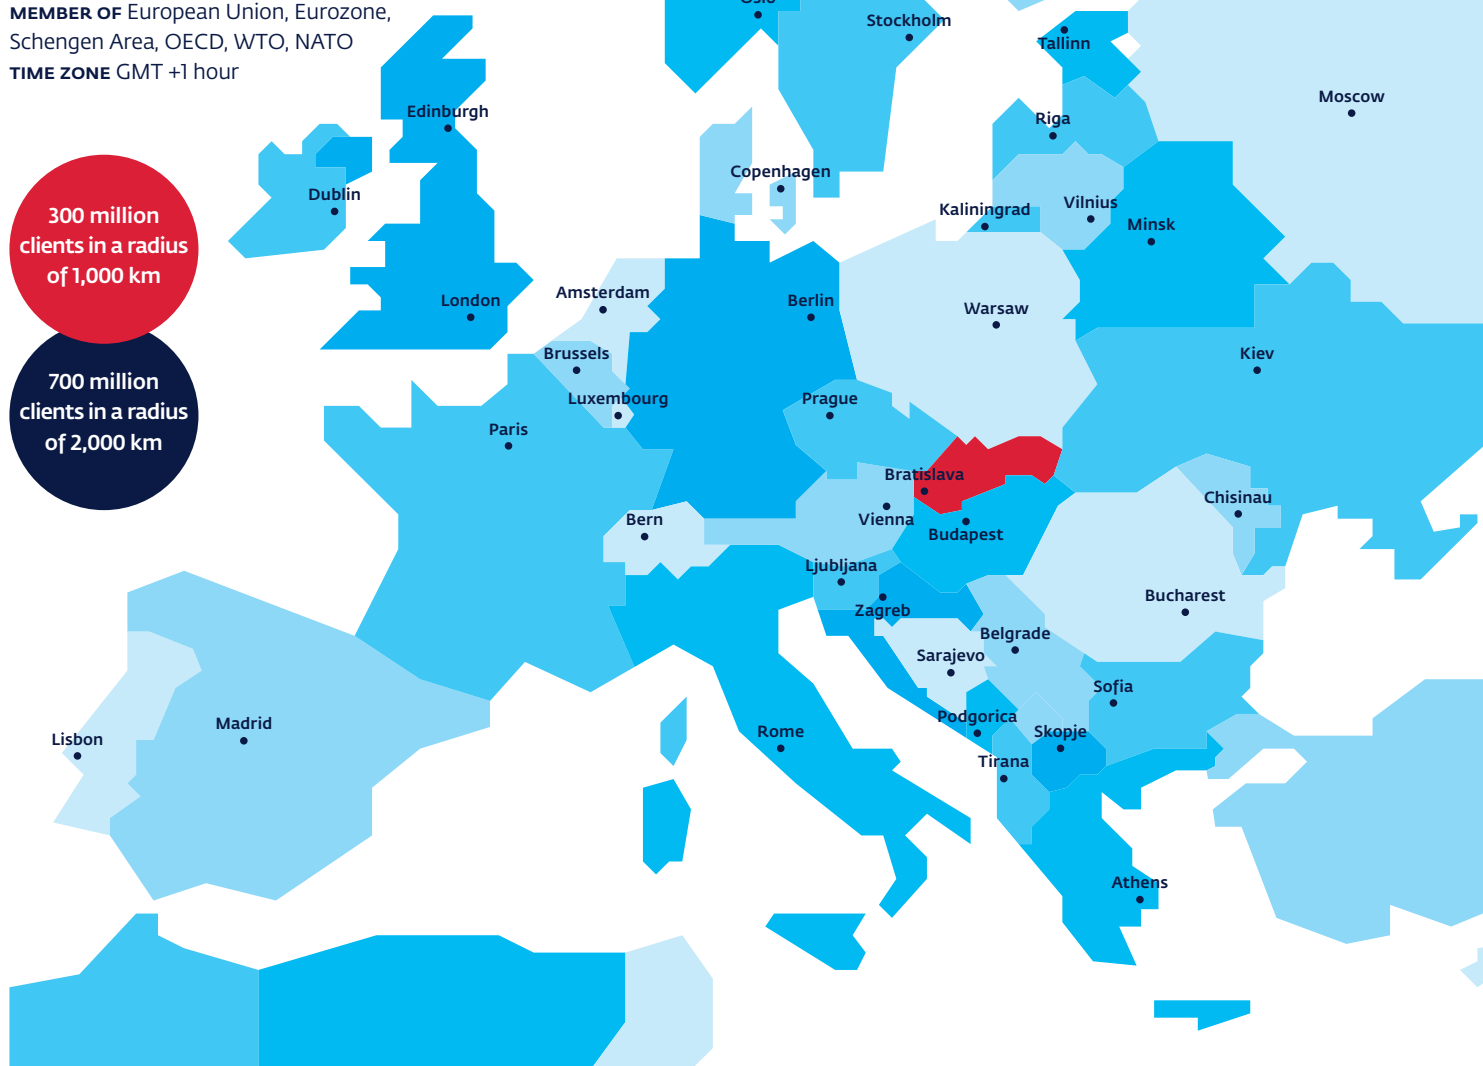 MEMBER OF European Union, Eurozone,
Schengen Area, OECD, WTO, NATO
TIME ZONE GMT +1 hour
Oslo
Stockholm
Tallinn
Moscow
Edinburgh
Riga
300 million
clients in a radius
of 1,000 km
Dublin
Copenhagen
Kaliningrad
Vilnius
Minsk
London
Amsterdam
Berlin
Warsaw
700 million
clients in a radius
of 2,000 km
Brussels
Kiev
Luxembourg
Prague
Paris
Bratislava
Chisinau
Bern
Vienna
Budapest
Ljubljana
Zagreb
Bucharest
Belgrade
Sarajevo
Sofia
Podgorica
Skopje
Lisbon
Madrid
Rome
Tirana
Athens